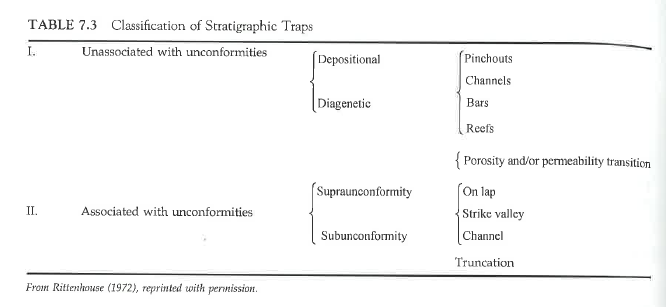 TABLE 7.3 Classification of Stratigraphic Traps
I. Unassociated with unconformities
Depositional
Diagenetic
Pinchouts
Channels
Bars
Reefs
Porosity and/or permeability transition
II. Associated with unconformities
Supraunconformity
Subunconformity
On lap
Strike valley
Channel
Truncation
From Rittenhouse (1972), reprinted with permission.